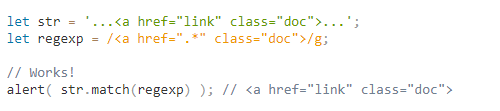 let str = '...<a href="link" class="doc">...';
let regexp = /<a href=".*" class="doc">/g;
// Works!
alert( str.match(regexp) ); // <a href="link" class="doc">